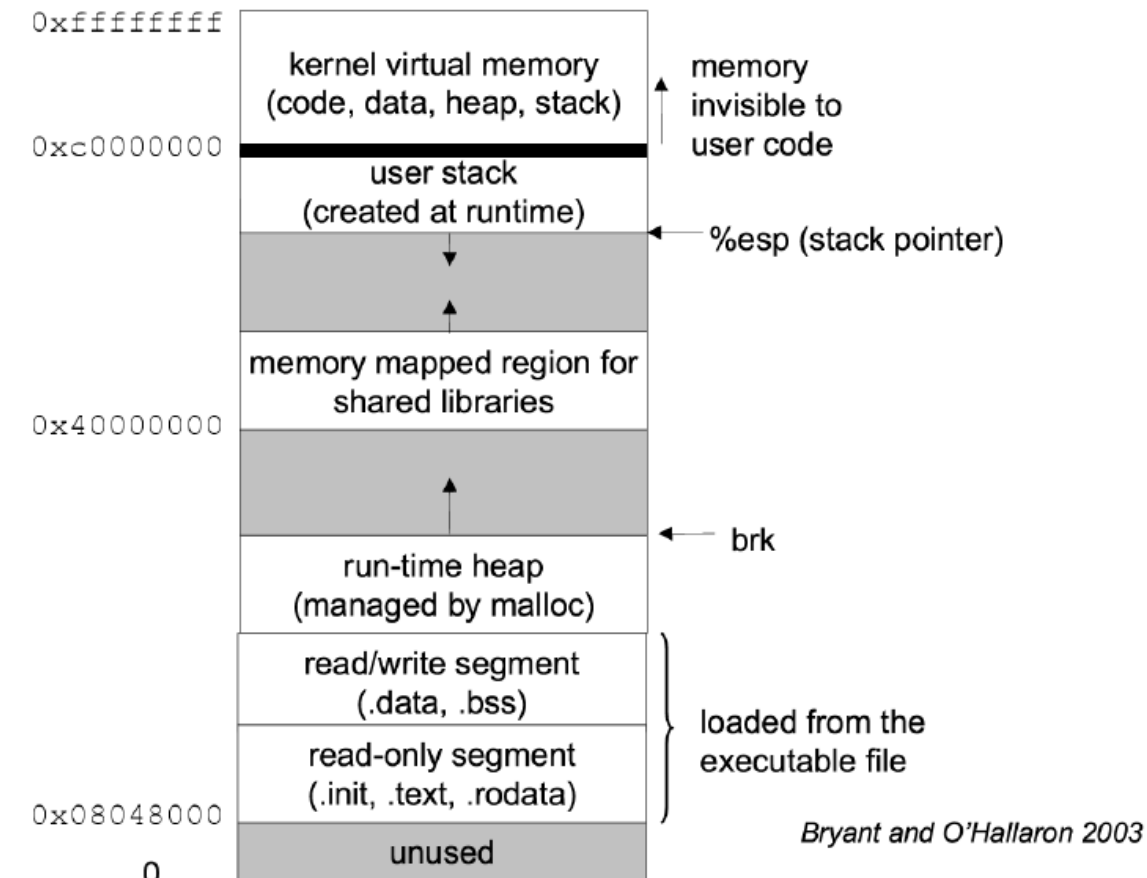 0xffffffff
kernel virtual memory
(code, data, heap, stack)
memory
invisible to
user code
0xc0000000
user stack
(created at runtime)
%esp (stack pointer)
memory mapped region for
shared libraries
0x40000000
brk
run-time heap
(managed by malloc)
read/write segment
(.data, .bss)
loaded from the
executable file
read-only segment
(.init, .text, .rodata)
0x08048000
unused
0
Bryant and O'Hallaron 2003